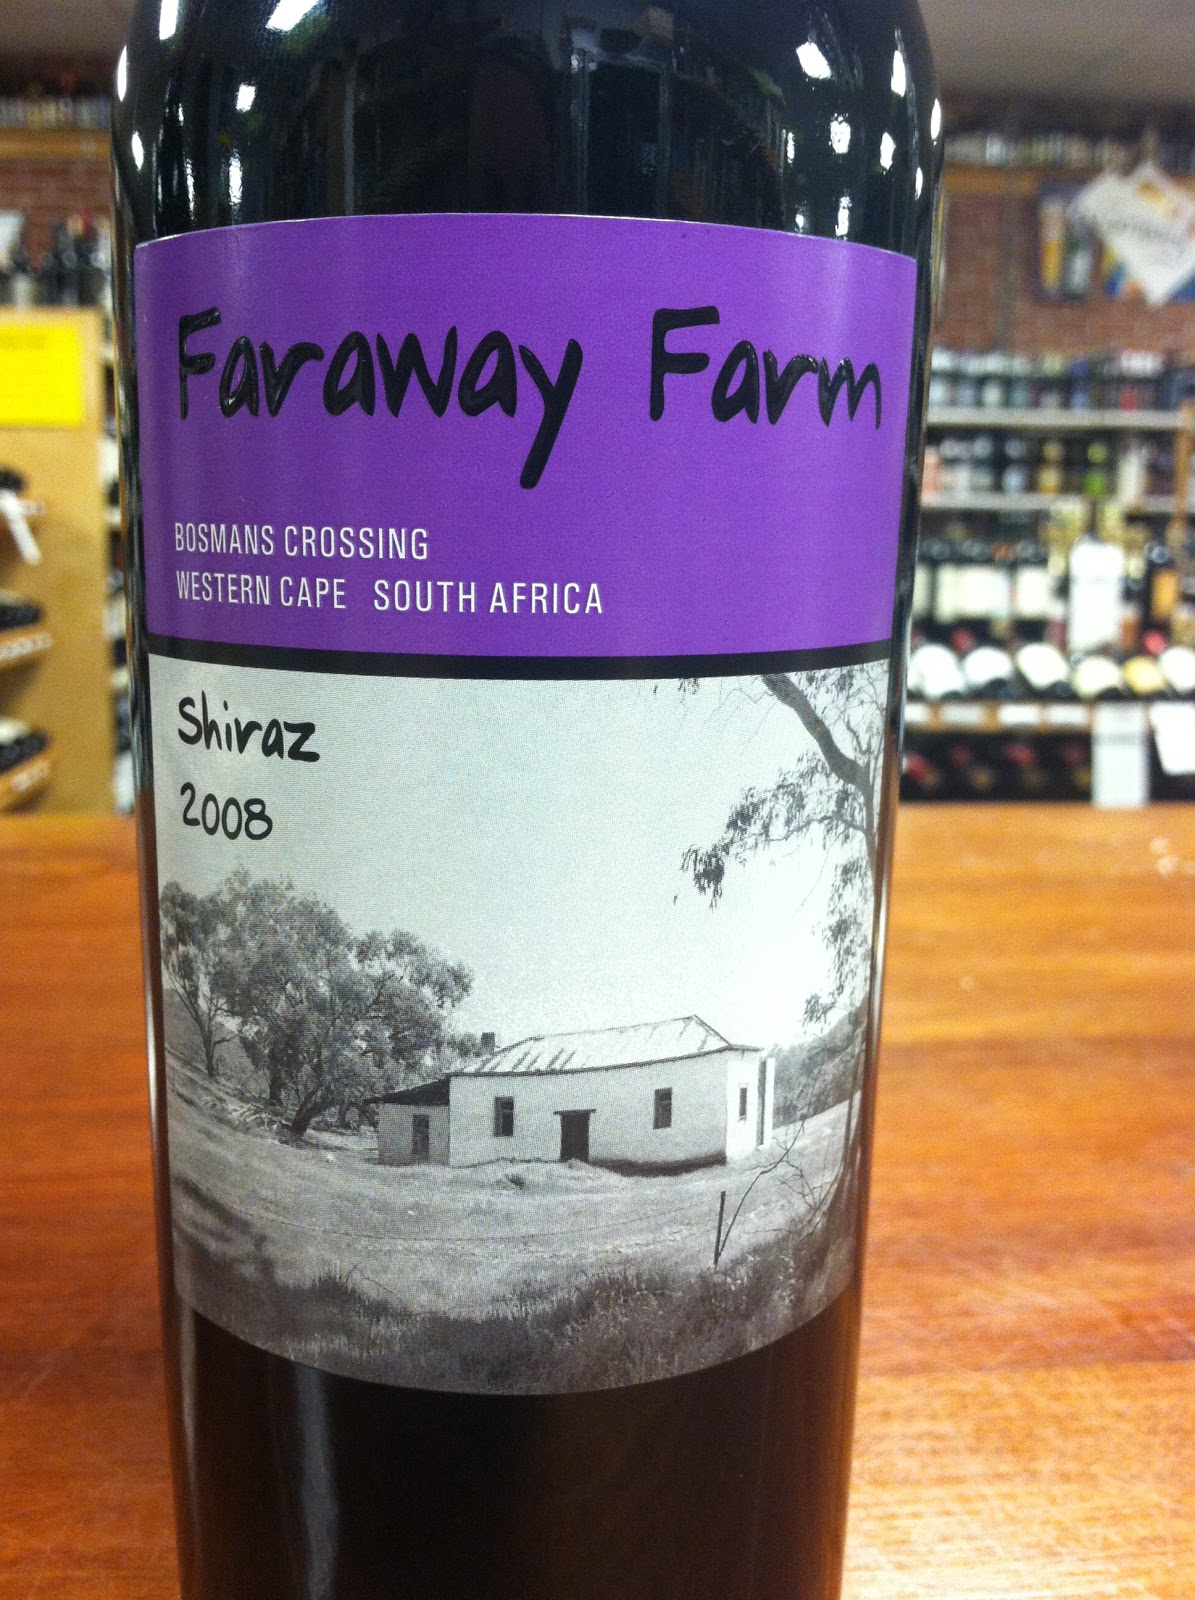 Faraway Farm
BOSMANS CROSSING
WESTERN CAPE SOUTH AFRICA
Shiraz
2008